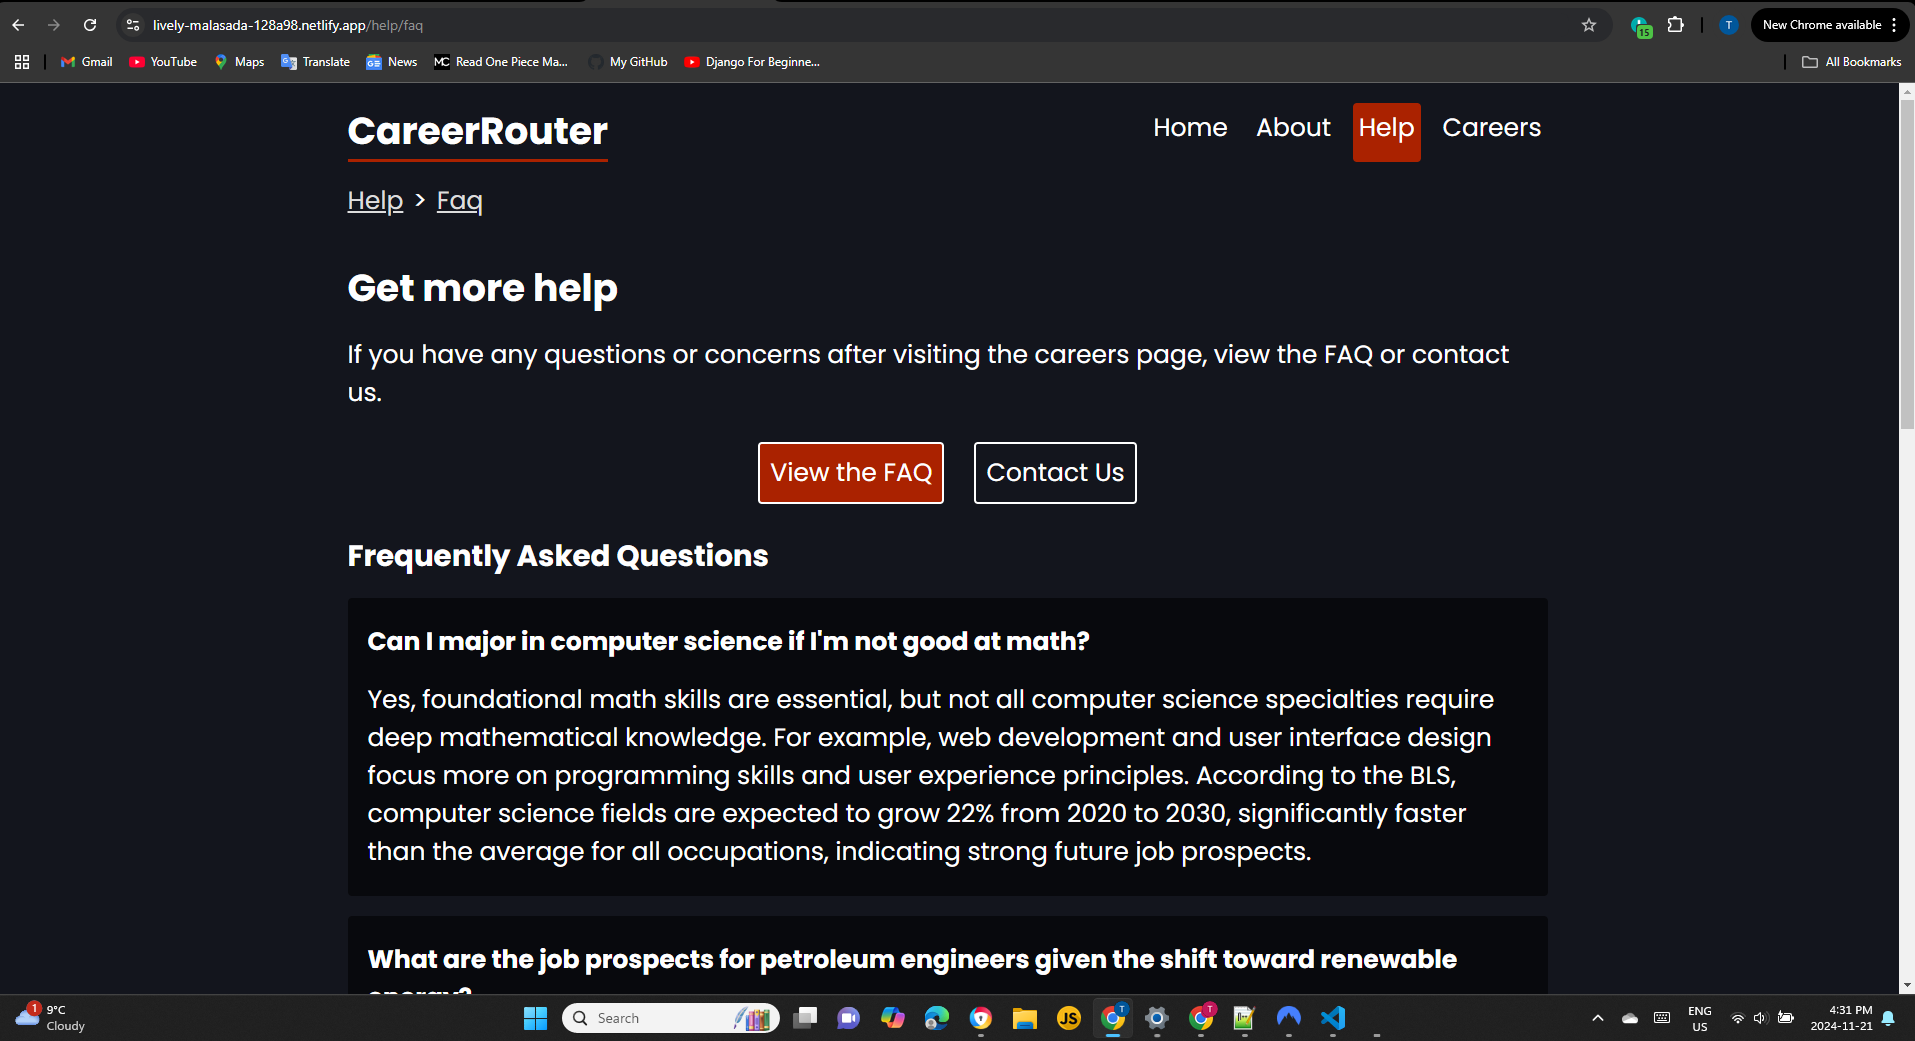 lively-malasada-128a98.netlify.app/help/faq
15
T
New Chrome available
Gmail
YouTube
Maps
Translate
News
MC Read One Piece Ma...
My GitHub
Django For Beginne...
All Bookmarks
CareerRouter
Home
About
Help
Careers
Help > Faq
Get more help
If you have any questions or concerns after visiting the careers page, view the FAQ or contact
us.
View the FAQ
Contact Us
Frequently Asked Questions
Can I major in computer science if I'm not good at math?
Yes, foundational math skills are essential, but not all computer science specialties require
deep mathematical knowledge. For example, web development and user interface design
focus more on programming skills and user experience principles. According to the BLS,
computer science fields are expected to grow 22% from 2020 to 2030, significantly faster
than the average for all occupations, indicating strong future job prospects.
What are the job prospects for petroleum engineers given the shift toward renewable
energy?
1
9°C
Cloudy
Search
JS
T
T
ENG
US
4:31 PM
2024-11-21